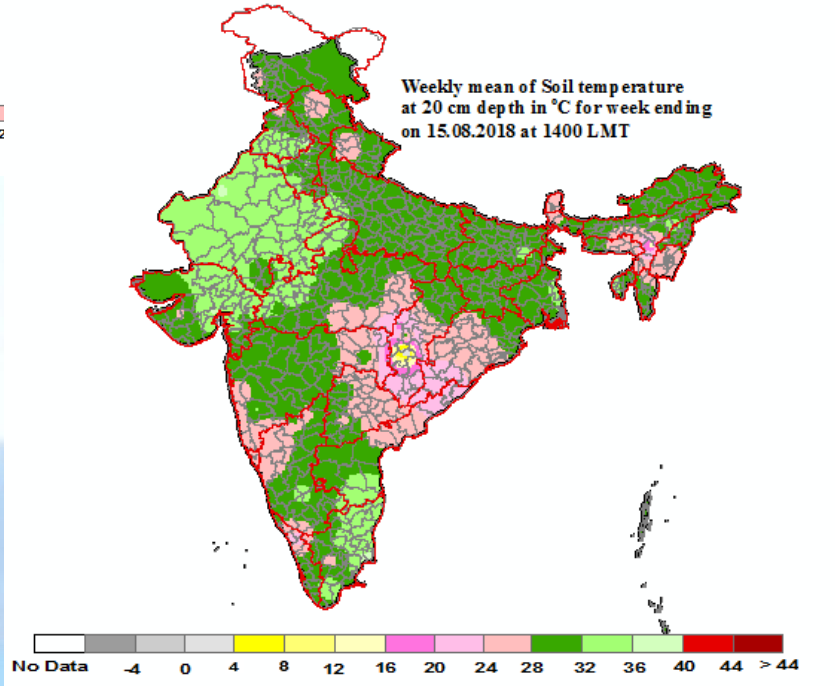 Weekly mean of Soil temperature
at 20 cm depth in °C for week ending
on 15.08.2018 at 1400 LMT
2
No Data -4 0 4 8 12 16 20 24 28 32 36 40 44 > 44